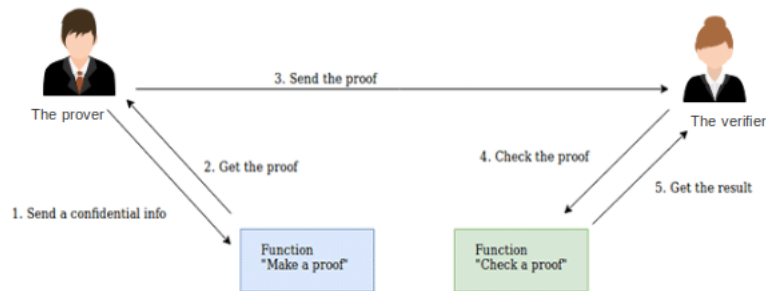 3. Send the proof
The prover
The verifier
2. Get the proof
4. Check the proof
1. Send a confidential info
5. Get the result
Function
"Make a proof"
Function
"Check a proof"